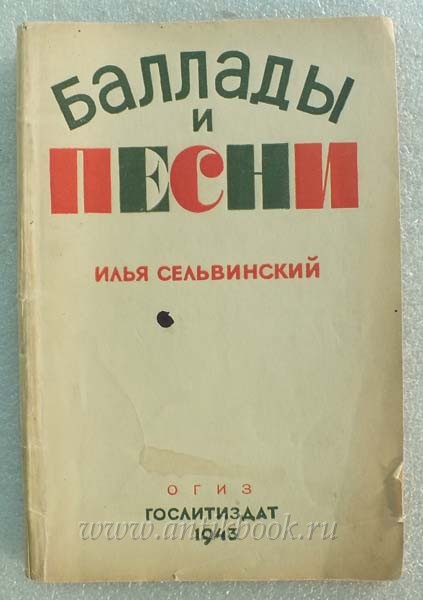 Баллады
и
ПЕСНИ
ИЛЬЯ СЕЛЬВИНСКИЙ
ОГИЗ
ГОСЛИТИЗДАТ
www.antikbook.ru
1943